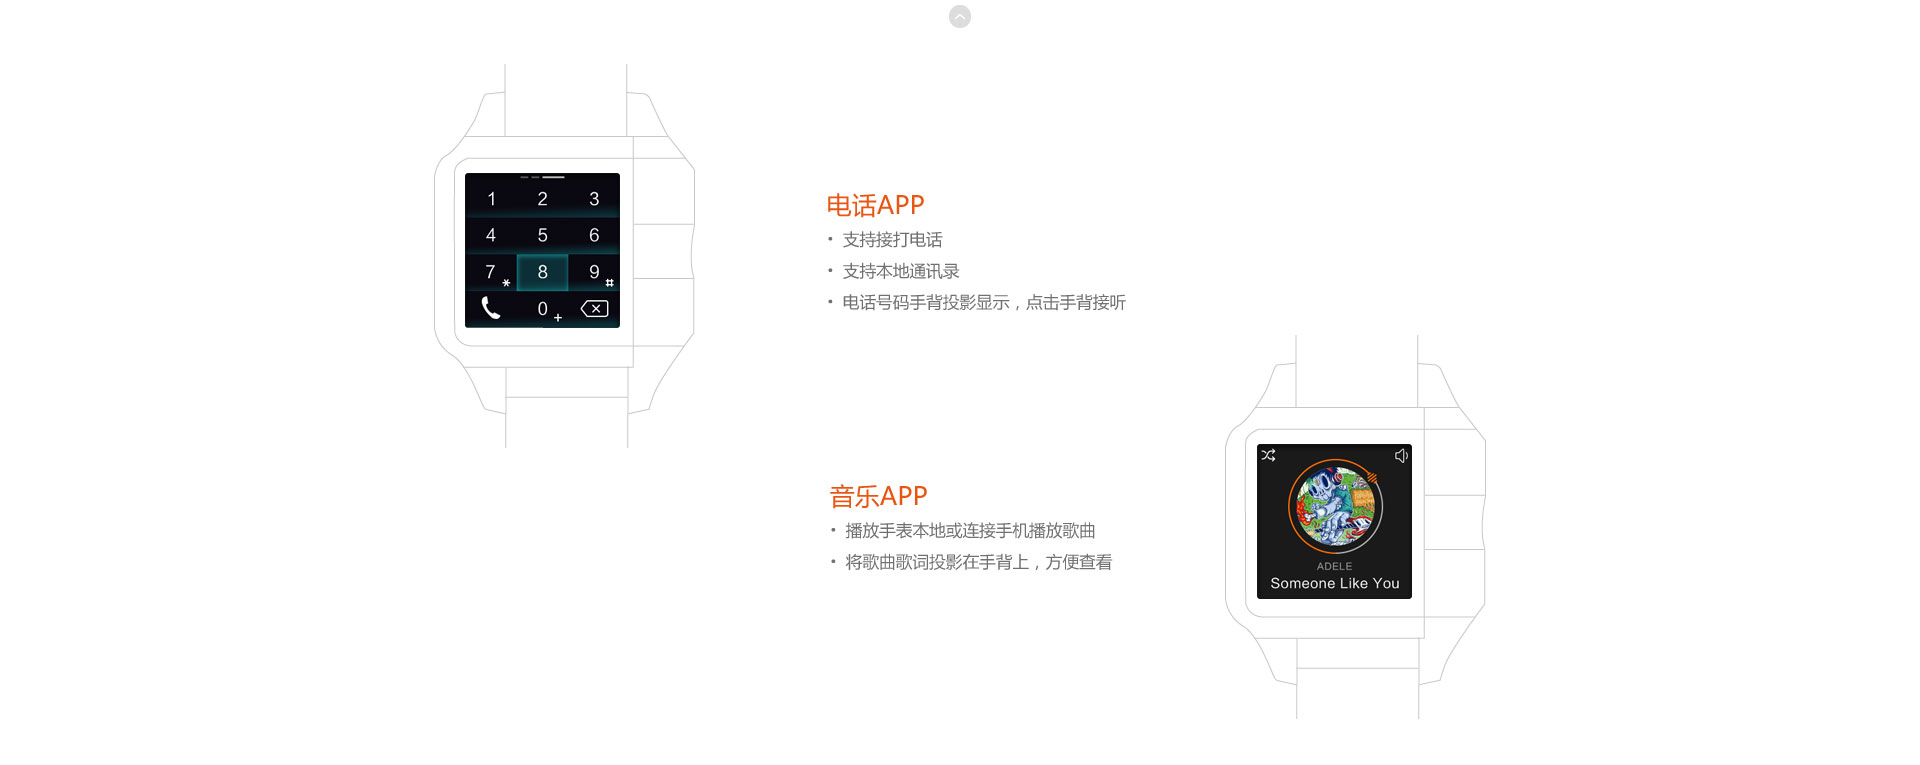 1 2 3
4 5 6
7 * 8 9 #
0 +
电话APP
· 支持接打电话
· 支持本地通讯录
· 电话号码手背投影显示，点击手背接听
音乐APP
· 播放手表本地或连接手机播放歌曲
· 将歌曲歌词投影在手背上，方便查看
ADELE
Someone Like You